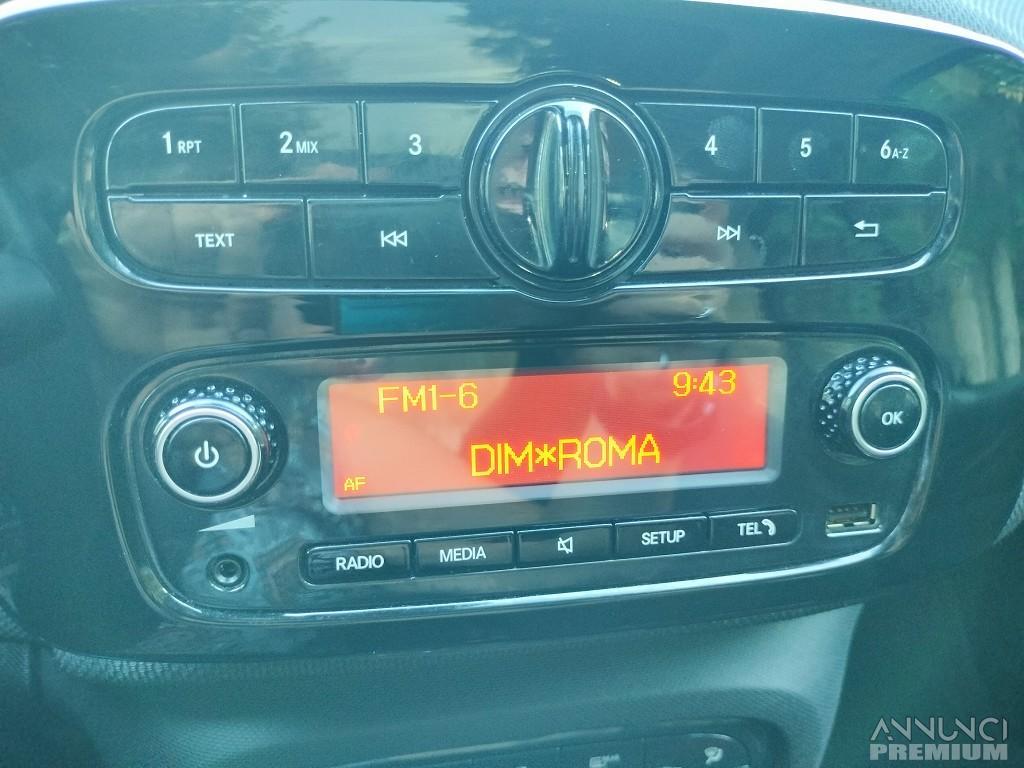 1 RPT 2 MIX 3 4 5 6 A-Z
TEXT
FM1-6 9:43
DIM*ROMA
AF
OK
RADIO MEDIA SETUP TEL
ANNUNCI
PREMIUM